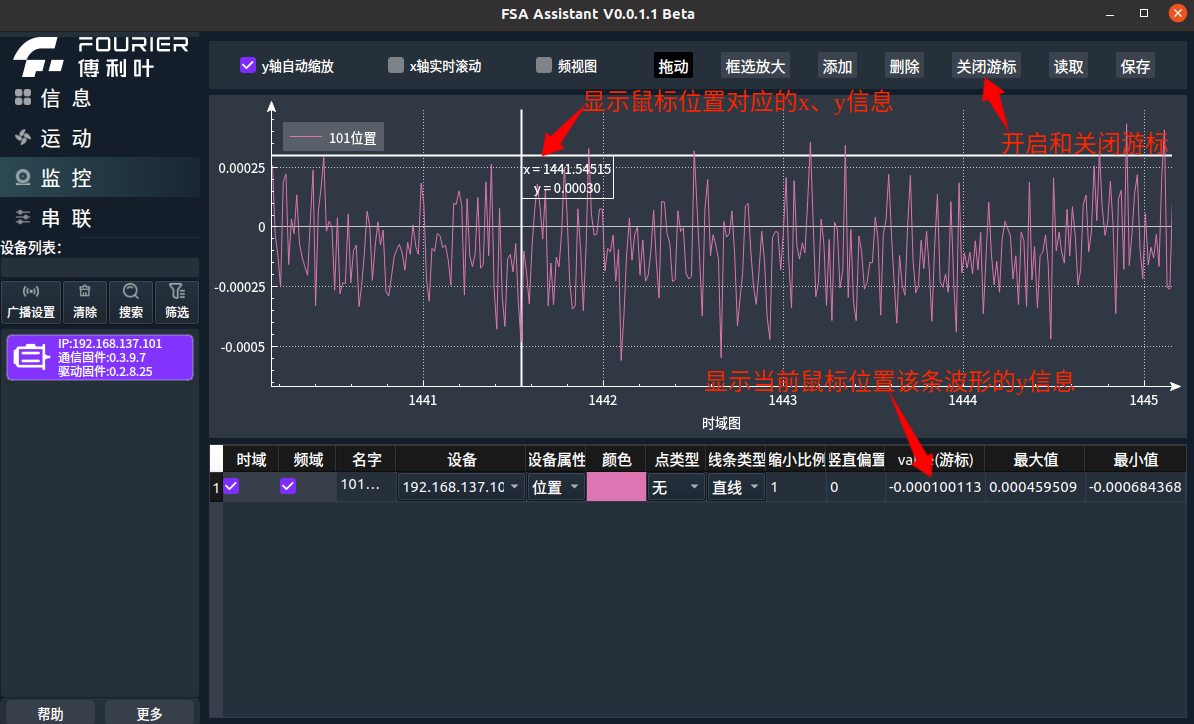 FSA Assistant V0.0.1.1 Beta
FOURIER
傅利叶
信 息
运 动
监 控
串 联
设备列表:
广播设置 清除 搜索 筛选
IP:192.168.137.101
通信固件:0.3.9.7
驱动固件:0.2.8.25
帮助 更多
y轴自动缩放 x轴实时滚动 频视图 拖动 框选放大 添加 删除 关闭游标 读取 保存
显示鼠标位置对应的x、y信息
开启和关闭游标
101位置
x = 1441.54515
y = 0.00030
0.00025
0
-0.00025
-0.0005
显示当前鼠标位置该条波形的y信息
1441 1442 1443 1444 1445
时域图
时域 频域 名字 设备 设备属性 颜色 点类型 线条类型 缩小比例 竖直偏置 va (游标) 最大值 最小值
1 101... 192.168.137.10 位置 无 直线 1 0 -0.000100113 0.000459509 -0.000684368